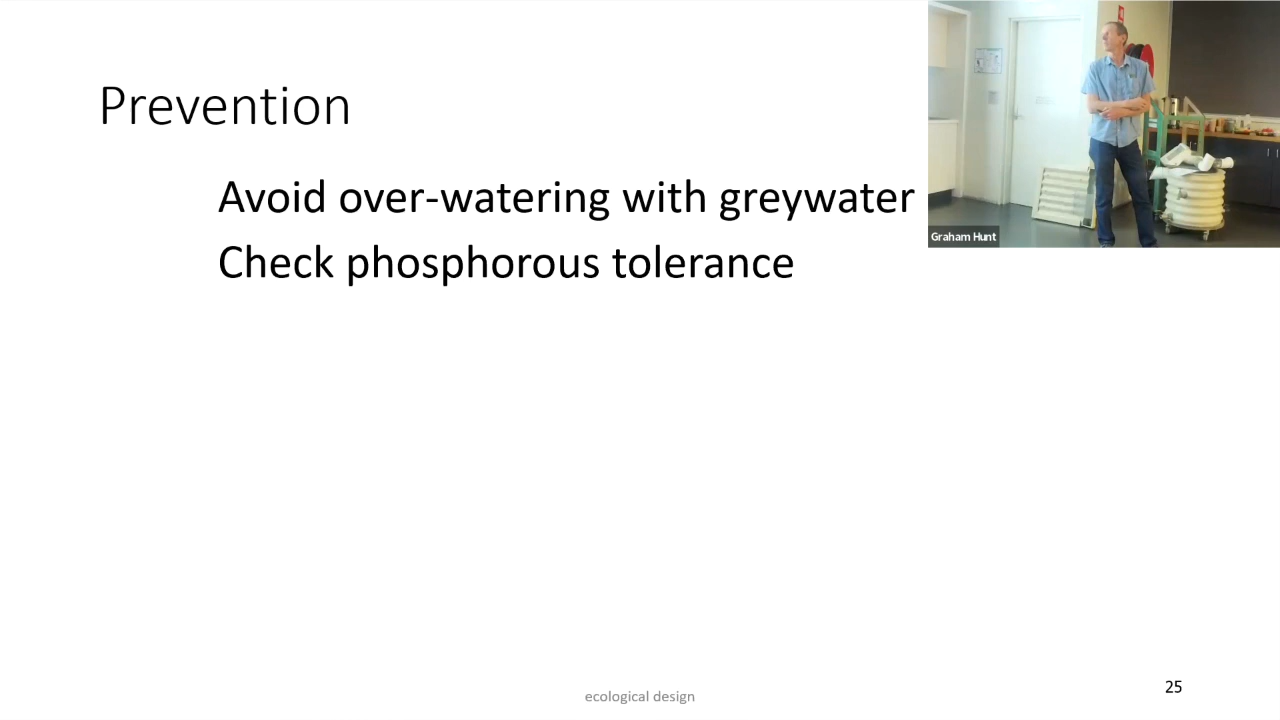 Prevention
Avoid over-watering with greywater
Check phosphorous tolerance
Graham Hunt
ecological design
25